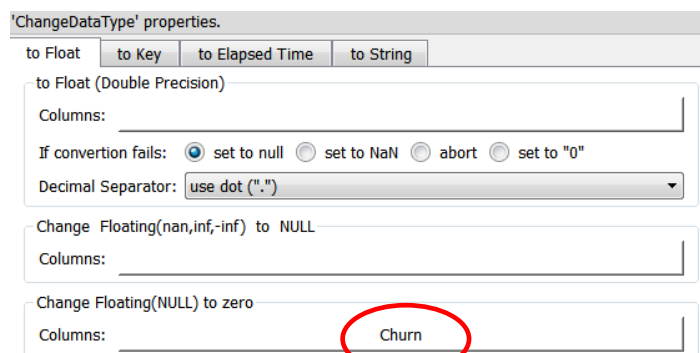 'ChangeDataType' properties.
to Float to Key to Elapsed Time to String
to Float (Double Precision)
Columns:
If convertion fails: set to null set to NaN abort set to "0"
Decimal Separator: use dot (".")
Change Floating(nan,inf,-inf) to NULL
Columns:
Change Floating(NULL) to zero
Columns: Churn